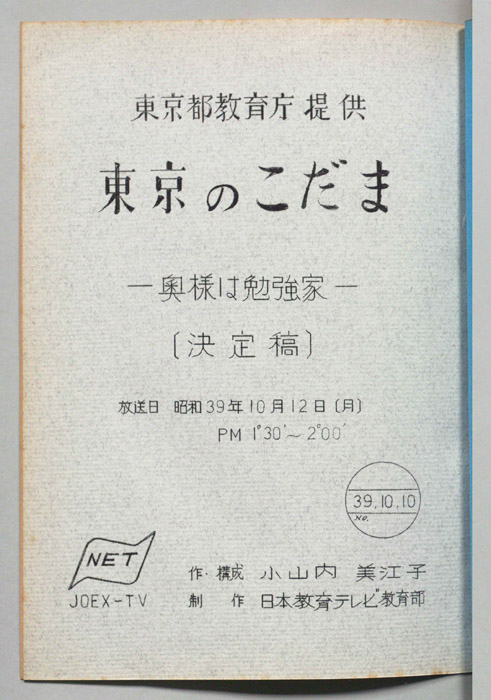 東京都教育庁提供
東京のこだま
―奥様は勉強家―
〔決定稿〕
放送日 昭和39年10月12日(月)
PM 1°30′～2°00′
39.10.10
No.
NET
JOEX-TV
作・構成 小山内 美江子
制 作 日本教育テレビ教育部